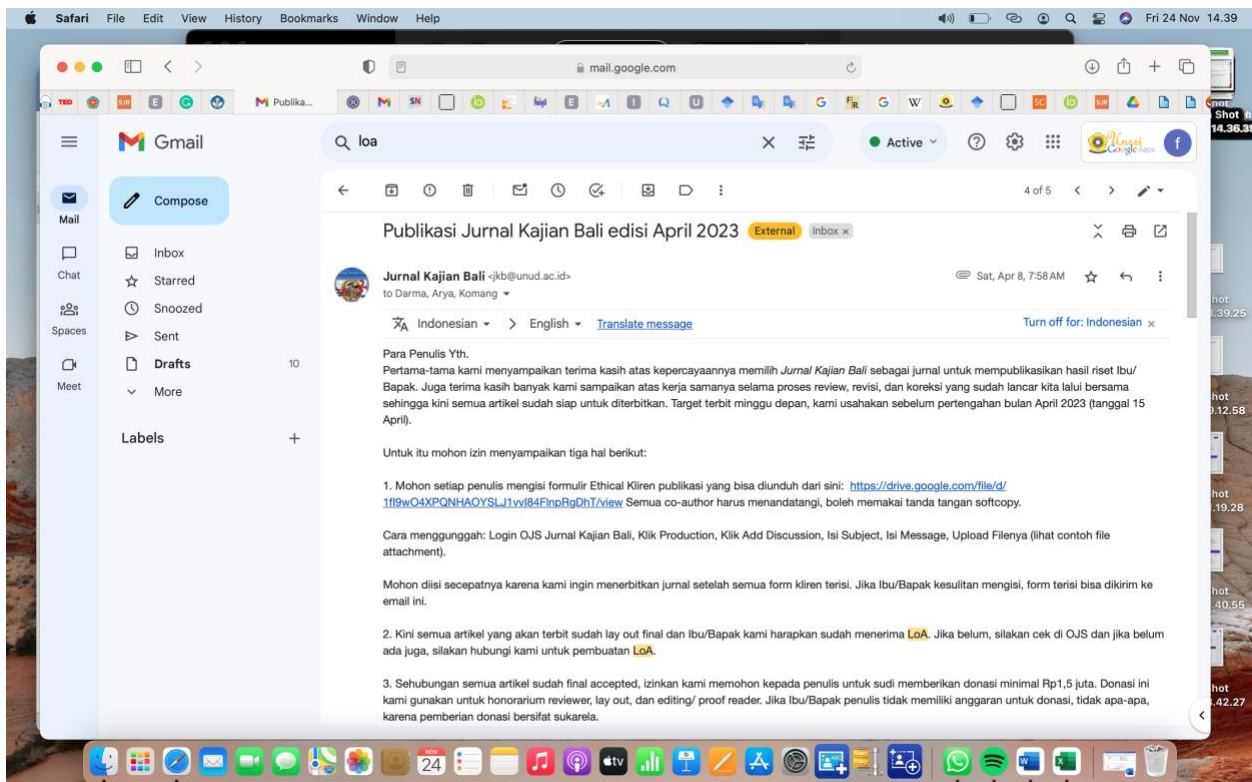 Safari File Edit View History Bookmarks Window Help Fri 24 Nov 14.39
mail.google.com
TED SJR Publika... SN W SC SJR
Gmail
loa
Active
Mail
Compose
4 of 5
Publikasi Jurnal Kajian Bali edisi April 2023 External Inbox ×
Inbox
Chat
Starred
Jurnal Kajian Bali <jkb@unud.ac.id> Sat, Apr 8, 7:58 AM
to Darma, Arya, Komang
Snoozed
Spaces
Sent
Indonesian > English Translate message Turn off for: Indonesian ×
Drafts 10
Meet
More
Labels +
Para Penulis Yth.
Pertama-tama kami menyampaikan terima kasih atas kepercayaannya memilih Jurnal Kajian Bali sebagai jurnal untuk mempublikasikan hasil riset Ibu/
Bapak. Juga terima kasih banyak kami sampaikan atas kerja samanya selama proses review, revisi, dan koreksi yang sudah lancar kita lalui bersama
sehingga kini semua artikel sudah siap untuk diterbitkan. Target terbit minggu depan, kami usahakan sebelum pertengahan bulan April 2023 (tanggal 15
April).
Untuk itu mohon izin menyampaikan tiga hal berikut:
1. Mohon setiap penulis mengisi formulir Ethical Kliren publikasi yang bisa diunduh dari sini: https://drive.google.com/file/d/
1fI9wO4XPQNHAOYSLJ1vvI84FInpRgDhT/view Semua co-author harus menandatangi, boleh memakai tanda tangan softcopy.
Cara menggunggah: Login OJS Jurnal Kajian Bali, Klik Production, Klik Add Discussion, Isi Subject, Isi Message, Upload Filenya (lihat contoh file
attachment).
Mohon diisi secepatnya karena kami ingin menerbitkan jurnal setelah semua form kliren terisi. Jika Ibu/Bapak kesulitan mengisi, form terisi bisa dikirim ke
email ini.
2. Kini semua artikel yang akan terbit sudah lay out final dan Ibu/Bapak kami harapkan sudah menerima LoA. Jika belum, silakan cek di OJS dan jika belum
ada juga, silakan hubungi kami untuk pembuatan LoA.
3. Sehubungan semua artikel sudah final accepted, izinkan kami memohon kepada penulis untuk sudi memberikan donasi minimal Rp1,5 juta. Donasi ini
kami gunakan untuk honorarium reviewer, lay out, dan editing/ proof reader. Jika Ibu/Bapak penulis tidak memiliki anggaran untuk donasi, tidak apa-apa,
karena pemberian donasi bersifat sukarela.
NOV
24
tv